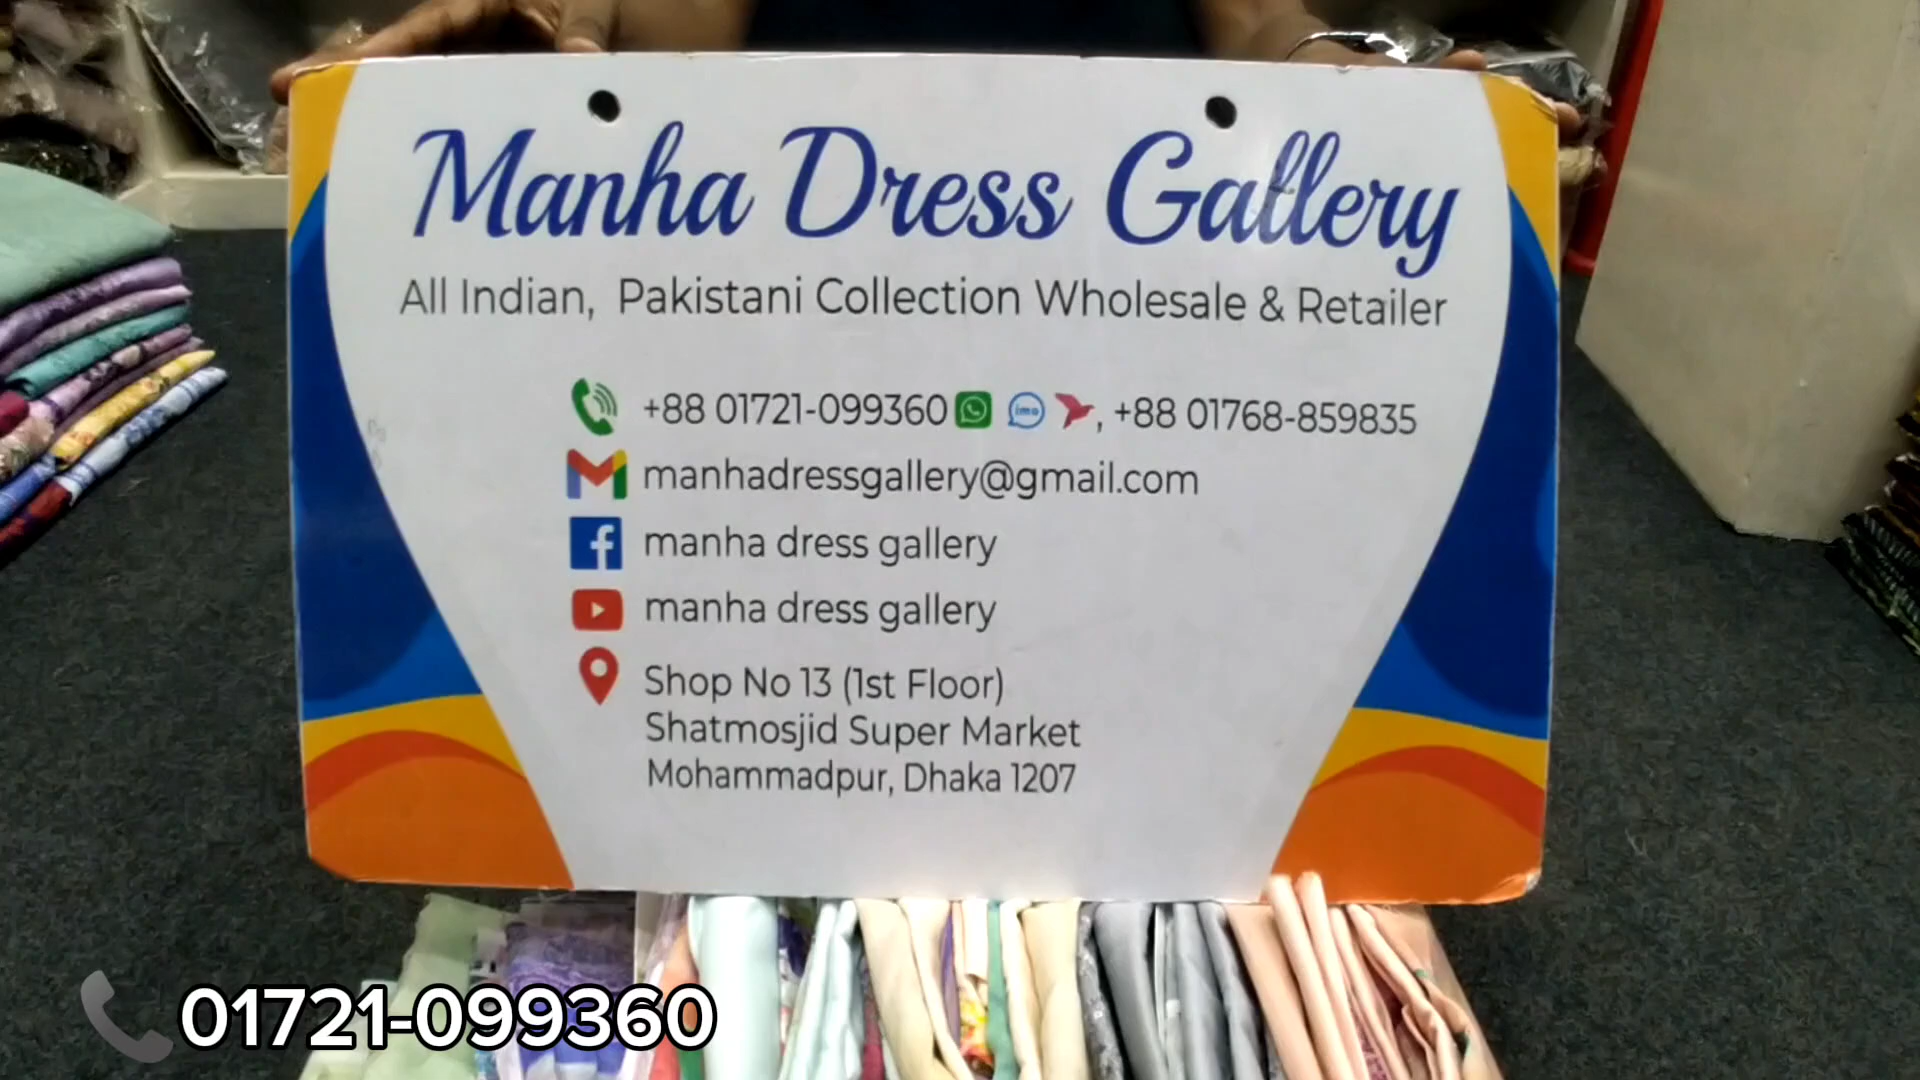 Manha Dress Gallery
All Indian, Pakistani Collection Wholesale & Retailer
+88 01721-099360 imo, +88 01768-859835
manhadressgallery@gmail.com
manha dress gallery
manha dress gallery
Shop No 13 (1st Floor)
Shatmosjid Super Market
Mohammadpur, Dhaka 1207
01721-099360